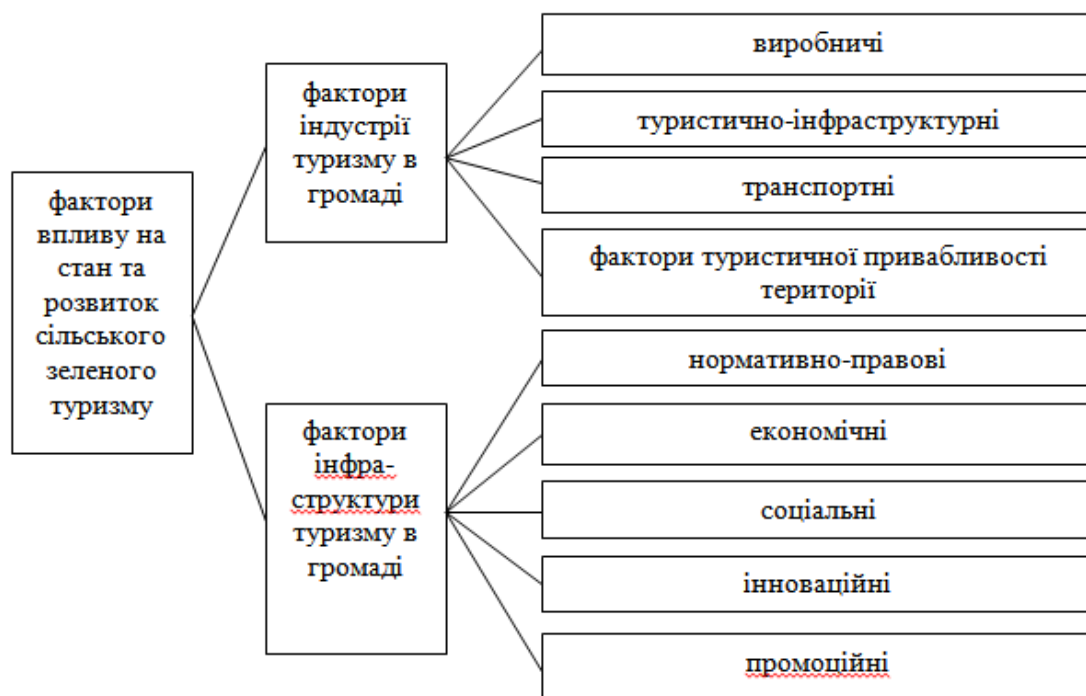 фактори
впливу на
стан та
розвиток
сільського
зеленого
туризму
фактори
індустрії
туризму в
громаді
виробничі
туристично-інфраструктурні
транспортні
фактори туристичної привабливості
території
фактори
інфра-
структури
туризму в
громаді
нормативно-правові
економічні
соціальні
інноваційні
промоційні